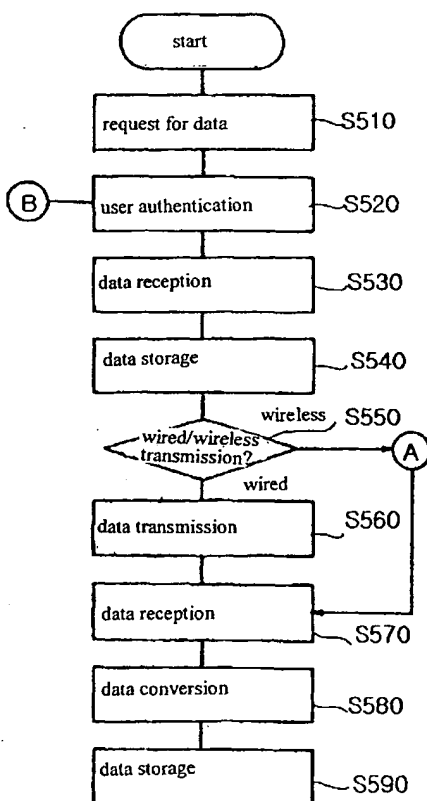 start
request for data S510
B user authentication S520
data reception S530
data storage S540
wireless S550
wired/wireless
transmission? A
wired
data transmission S560
data reception S570
data conversion S580
data storage S590